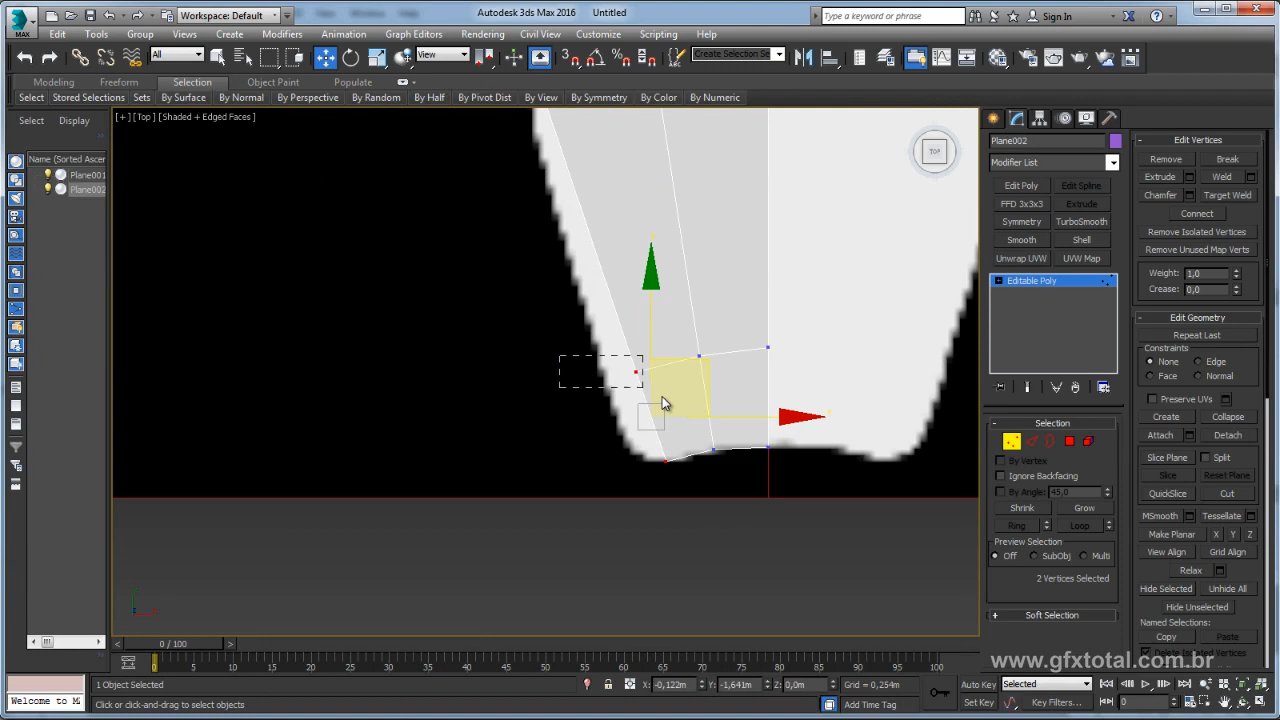 MAX
Workspace: Default
Autodesk 3ds Max 2016 Untitled
Type a keyword or phrase
Sign In
Edit Tools Group Views Create Modifiers Animation Graph Editors Rendering Civil View Customize Scripting Help
All
View
Create Selection Se
Modeling Freeform Selection Object Paint Populate
Select Stored Selections Sets By Surface By Normal By Perspective By Random By Half By Pivot Dist By View By Symmetry By Color By Numeric
Select Display
Name (Sorted Ascen
Plane001
Plane002
[+] [Top] [Shaded + Edged Faces]
TOP
Plane002
Modifier List
Edit Poly Edit Spline
FFD 3x3x3 Extrude
Symmetry TurboSmooth
Smooth Shell
Unwrap UVW UVW Map
Editable Poly
Selection
By Vertex
Ignore Backfacing
By Angle: 45,0
Shrink Grow
Ring Loop
Preview Selection
Off SubObj Multi
2 Vertices Selected
Soft Selection
Edit Vertices
Remove Break
Extrude Weld
Chamfer Target Weld
Connect
Remove Isolated Vertices
Remove Unused Map Verts
Weight: 1,0
Crease: 0,0
Edit Geometry
Repeat Last
Constraints
None Edge
Face Normal
Preserve UVs
Create Collapse
Attach Detach
Slice Plane Split
Slice Reset Plane
QuickSlice Cut
MSmooth Tessellate
Make Planar X Y Z
View Align Grid Align
Relax
Hide Selected Unhide All
Hide Unselected
Named Selections:
Copy Paste
Delete Isolated Vertices
www.gfxtotal.com.br
0 / 100
0 5 10 15 20 25 30 35 40 45 50 55 60 65 70 75 80 85 90 95 100
1 Object Selected
X: -0,122m Y: -1,641m Z: 0,0m Grid = 0,254m
Auto Key Selected
Welcome to M
Click or click-and-drag to select objects
Add Time Tag
Set Key Key Filters...
0